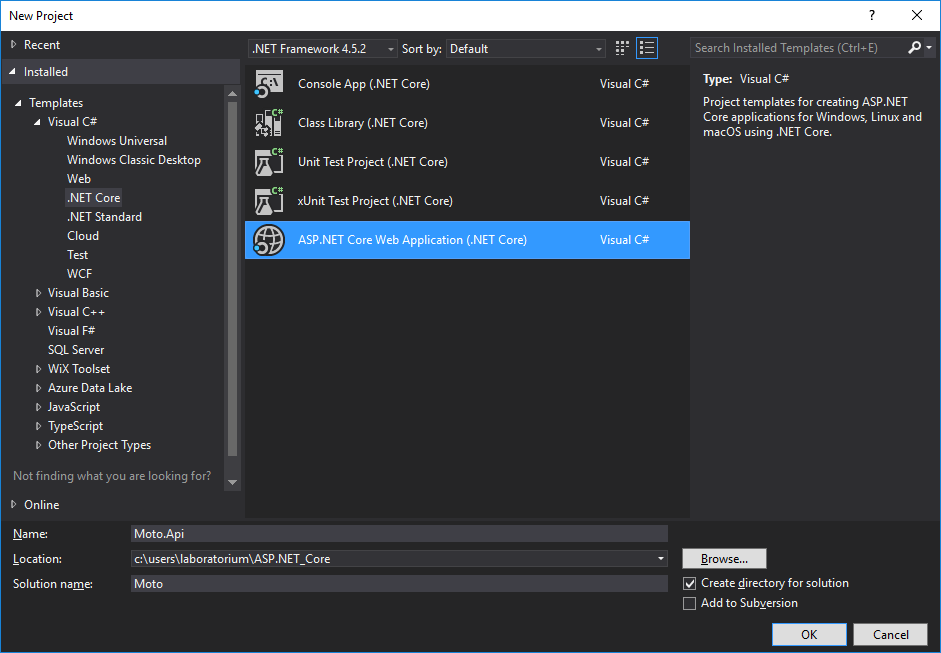 New Project
?
Recent
.NET Framework 4.5.2
Sort by:
Default
Search Installed Templates (Ctrl+E)
Installed
Templates
Visual C#
Windows Universal
Windows Classic Desktop
Web
.NET Core
.NET Standard
Cloud
Test
WCF
Visual Basic
Visual C++
Visual F#
SQL Server
WiX Toolset
Azure Data Lake
JavaScript
TypeScript
Other Project Types
Not finding what you are looking for?
Online
Console App (.NET Core) Visual C#
C# Class Library (.NET Core) Visual C#
C# Unit Test Project (.NET Core) Visual C#
C# xUnit Test Project (.NET Core) Visual C#
ASP.NET Core Web Application (.NET Core) Visual C#
Type: Visual C#
Project templates for creating ASP.NET
Core applications for Windows, Linux and
macOS using .NET Core.
Name: Moto.Api
Location: c:\users\laboratorium\ASP.NET_Core
Browse...
Solution name: Moto
Create directory for solution
Add to Subversion
OK
Cancel